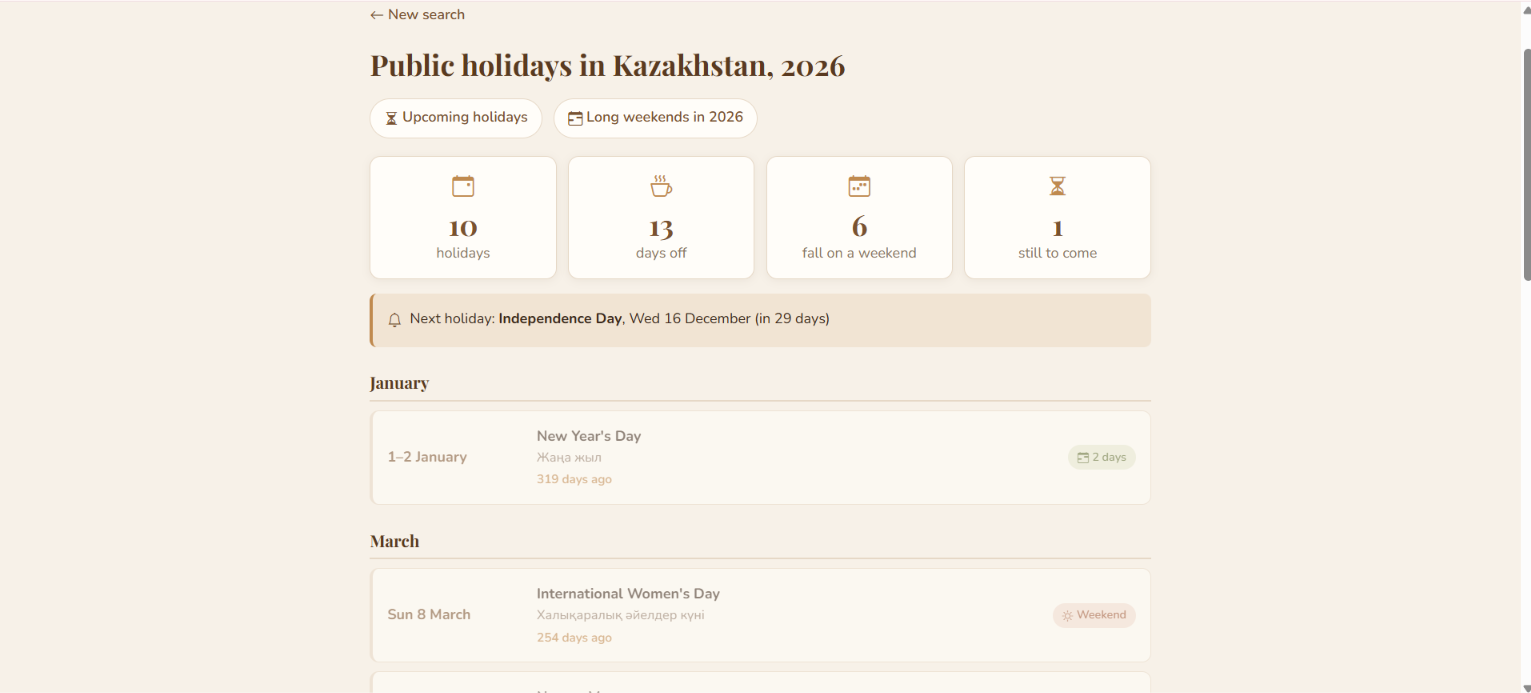 ← New search
Public holidays in Kazakhstan, 2026
Upcoming holidays
Long weekends in 2026
10
holidays
13
days off
6
fall on a weekend
1
still to come
Next holiday: Independence Day, Wed 16 December (in 29 days)
January
1–2 January
New Year's Day
Жаңа жыл
319 days ago
2 days
March
Sun 8 March
International Women's Day
Халықаралық әйелдер күні
254 days ago
Weekend